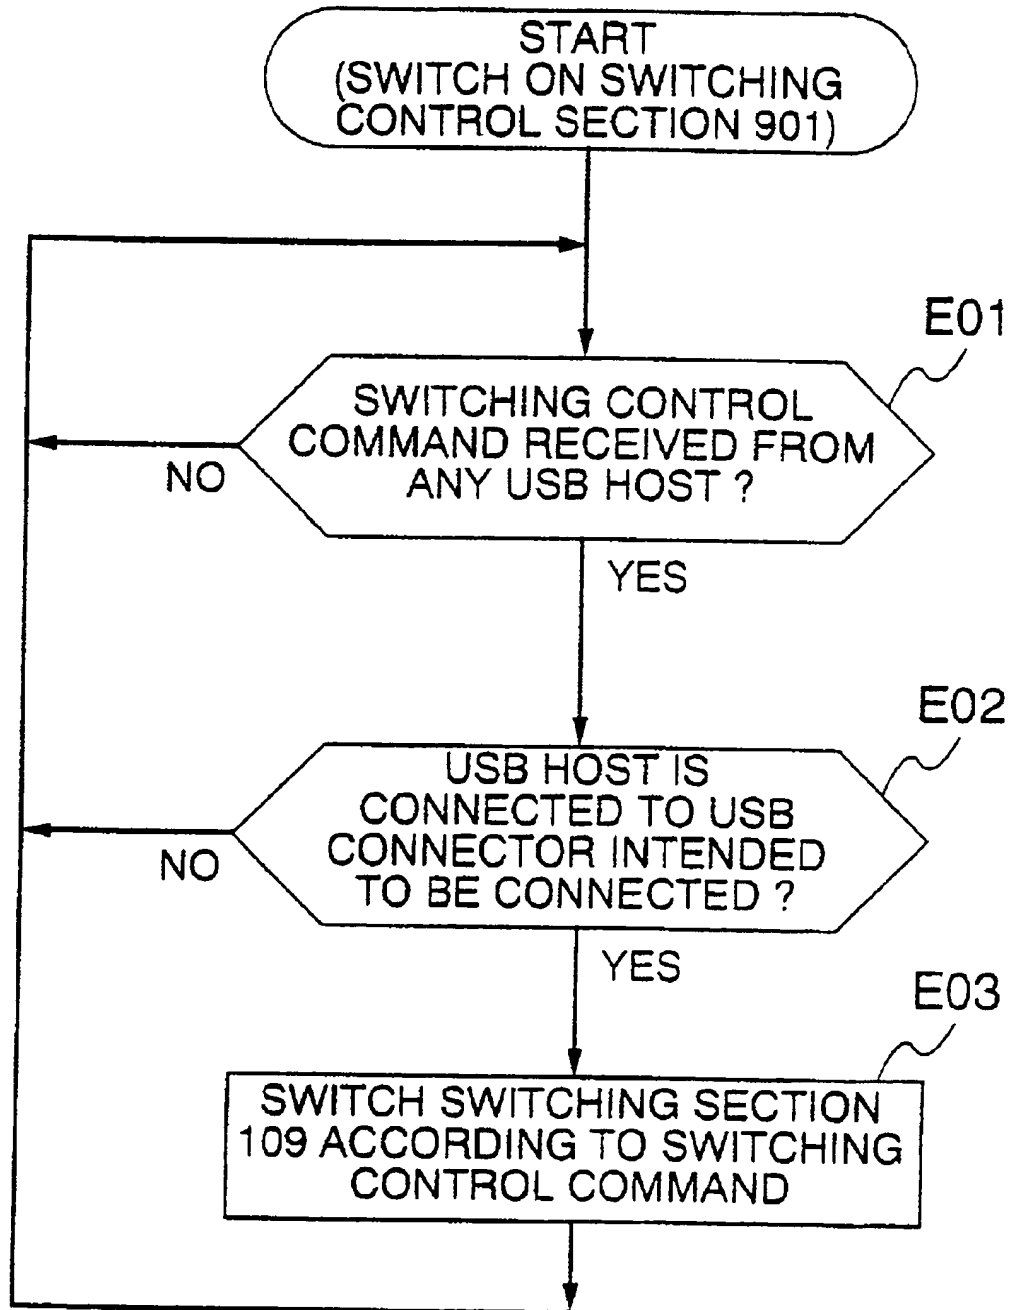 START
(SWITCH ON SWITCHING
CONTROL SECTION 901)
E01
SWITCHING CONTROL
COMMAND RECEIVED FROM
ANY USB HOST ?
NO
YES
E02
USB HOST IS
CONNECTED TO USB
CONNECTOR INTENDED
TO BE CONNECTED ?
NO
YES
E03
SWITCH SWITCHING SECTION
109 ACCORDING TO SWITCHING
CONTROL COMMAND